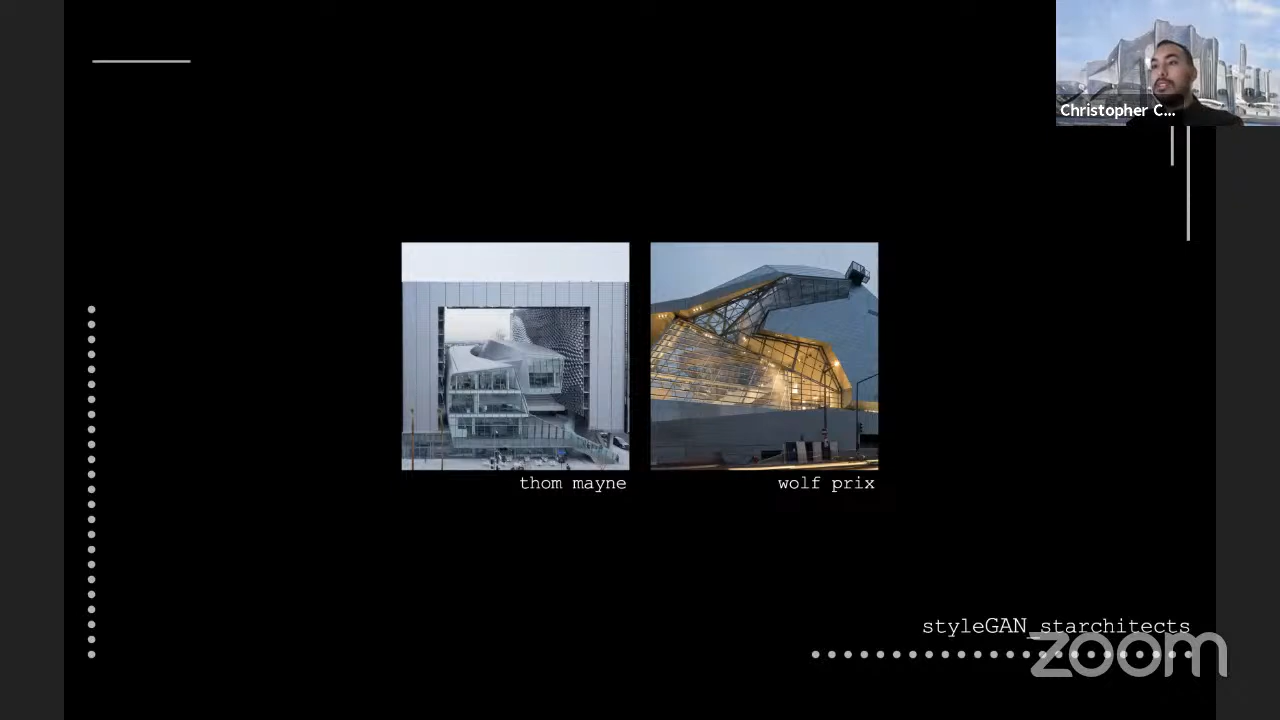 Christopher C...
thom mayne
wolf prix
styleGAN_starchitects
zoom